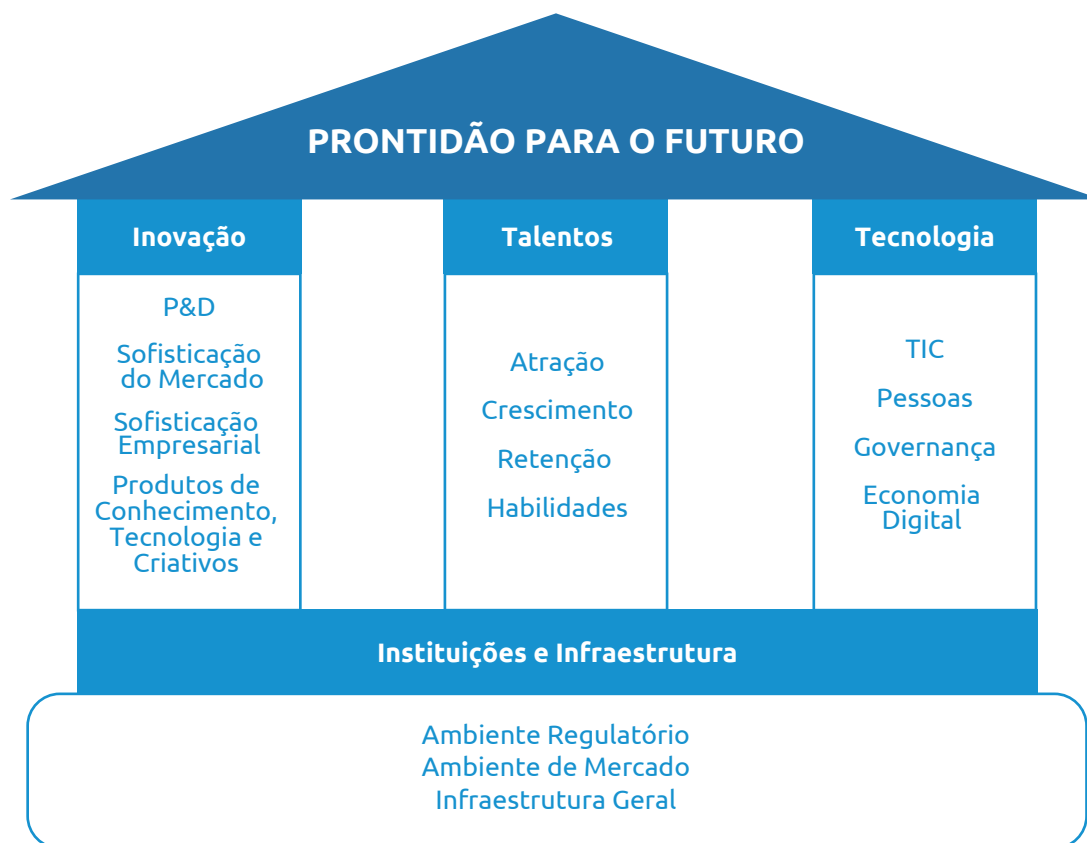 PRONTIDÃO PARA O FUTURO
Inovação
P&D
Sofisticação
do Mercado
Sofisticação
Empresarial
Produtos de
Conhecimento,
Tecnologia e
Criativos
Talentos
Atração
Crescimento
Retenção
Habilidades
Tecnologia
TIC
Pessoas
Governança
Economia
Digital
Instituições e Infraestrutura
Ambiente Regulatório
Ambiente de Mercado
Infraestrutura Geral